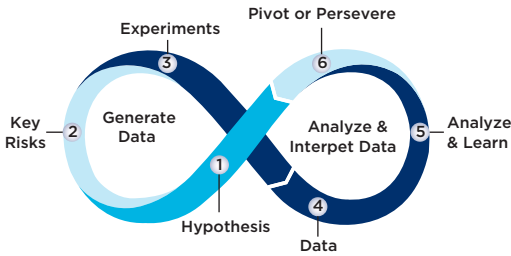 Pivot or Persevere
Experiments
3
6
Generate
Data
Key
Risks
2
Analyze &
Interpet Data
5
Analyze
& Learn
1
4
Hypothesis
Data